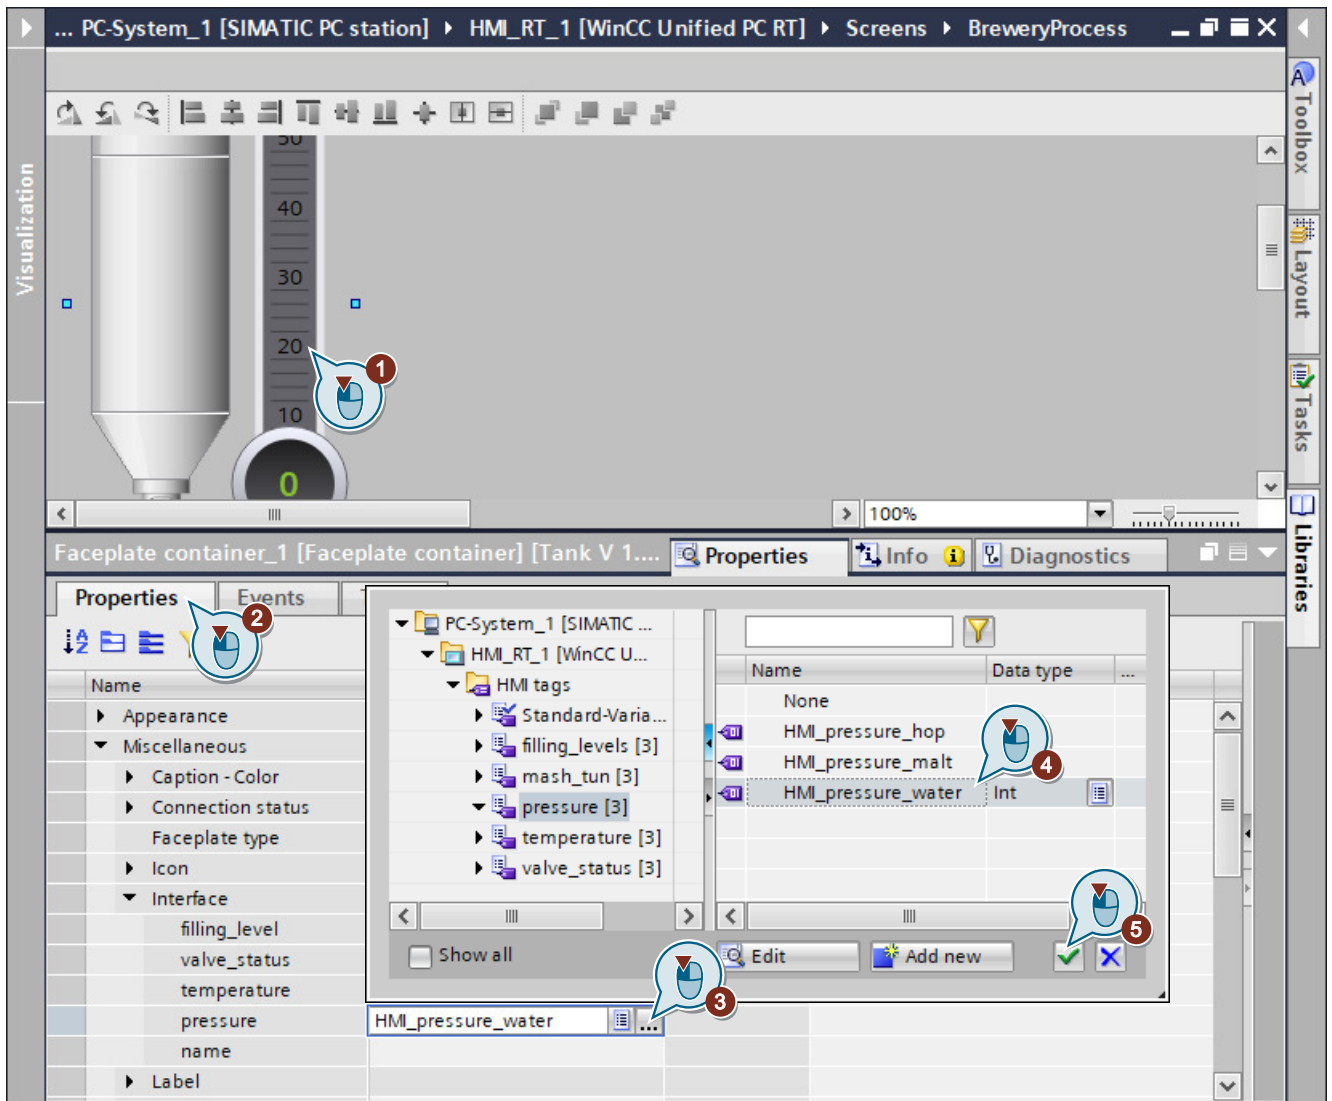 ... PC-System_1 [SIMATIC PC station] HMI_RT_1 [WinCC Unified PC RT] Screens BreweryProcess
Visualization
Toolbox
Layout
Tasks
Libraries
50
40
30
20
10
0
1
100%
Faceplate container_1 [Faceplate container] [Tank V 1....
Properties
Info
Diagnostics
Properties
Events
2
Name
Appearance
Miscellaneous
Caption - Color
Connection status
Faceplate type
Icon
Interface
filling_level
valve_status
temperature
pressure
HMI_pressure_water
...
name
Label
PC-System_1 [SIMATIC ...
HMI_RT_1 [WinCC U...
HMI tags
Standard-Varia...
filling_levels [3]
mash_tun [3]
pressure [3]
temperature [3]
valve_status [3]
Show all
Name
Data type
...
None
HMI_pressure_hop
HMI_pressure_malt
HMI_pressure_water
Int
4
5
Edit
Add new
3